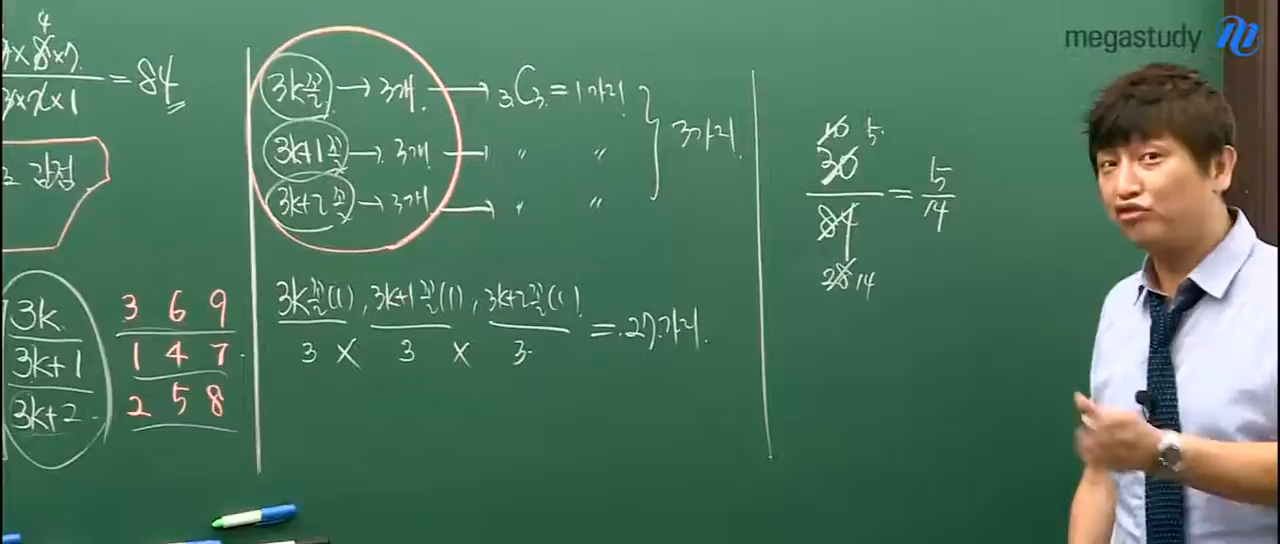 megastudy
4
× 8 × 7
3 × 2 × 1
= 84
감점
3k
3k+1
3k+2
3 6 9
1 4 7
2 5 8
3k꼴 → 3개 → ₃C₃ = 1가지
3k+1꼴 → 3개 → 〃 〃
3k+2꼴 → 3개 → 〃 〃
3가지
3k꼴(1), 3k+1꼴(1), 3k+2꼴(1)
3 × 3 × 3
= 27가지
10 5
30
84
28 14
= 5
14